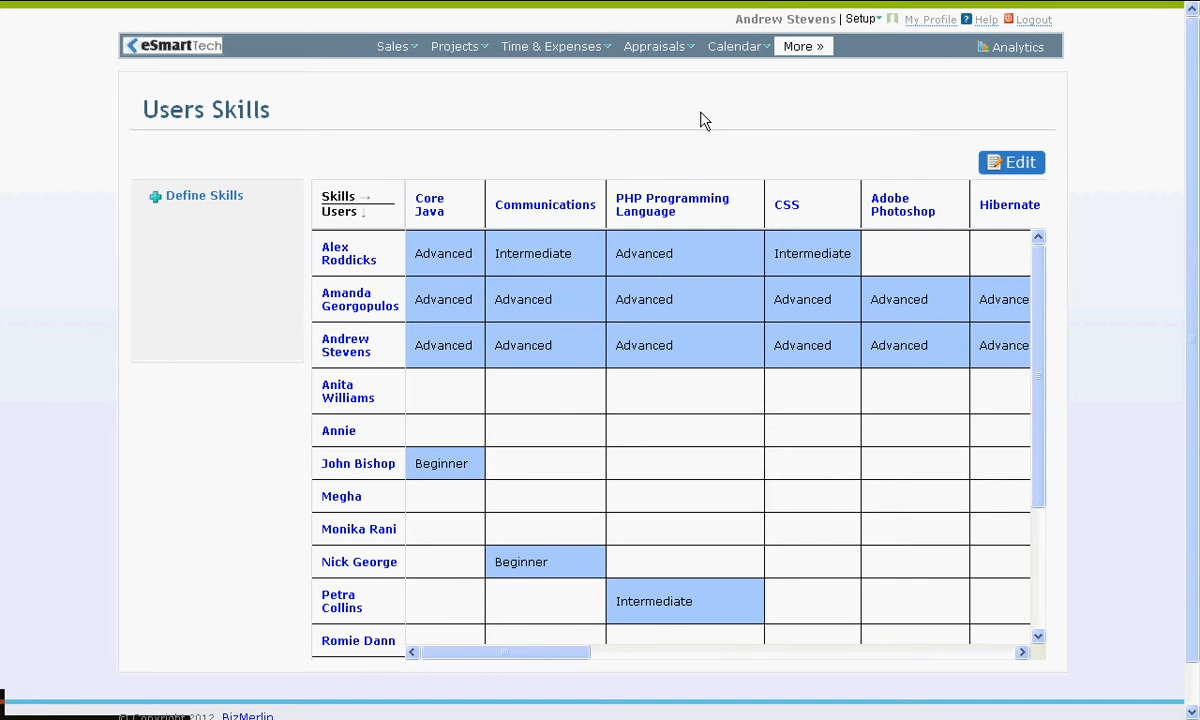 Andrew Stevens | Setup My Profile Help Logout
eSmartTech Sales Projects Time & Expenses Appraisals Calendar More » Analytics
Users Skills
Edit
Define Skills
Skills →
Users ↓
Core
Java
Communications
PHP Programming
Language
CSS
Adobe
Photoshop
Hibernate
Alex
Roddicks
Advanced Intermediate Advanced Intermediate
Amanda
Georgopulos
Advanced Advanced Advanced Advanced Advanced Advance
Andrew
Stevens
Advanced Advanced Advanced Advanced Advanced Advance
Anita
Williams
Annie
John Bishop Beginner
Megha
Monika Rani
Nick George Beginner
Petra
Collins
Intermediate
Romie Dann
© Copyright 2012 BizMerlin